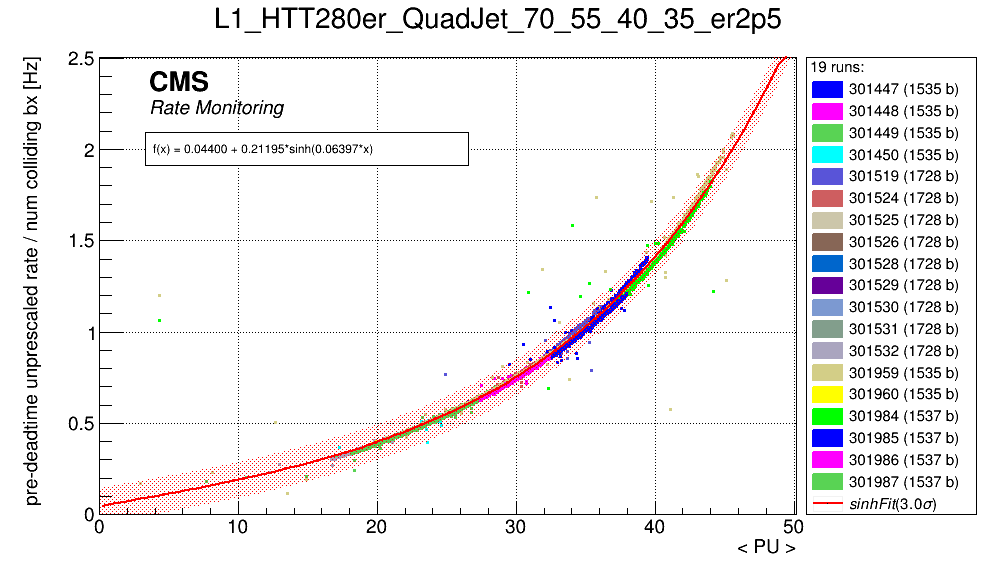 L1_HTT280er_QuadJet_70_55_40_35_er2p5
pre-deadtime unprescaled rate / num colliding bx [Hz]
2.5
2
1.5
1
0.5
0
CMS
Rate Monitoring
f(x) = 0.04400 + 0.21195*sinh(0.06397*x)
0 10 20 30 40 50
< PU >
19 runs:
301447 (1535 b)
301448 (1535 b)
301449 (1535 b)
301450 (1535 b)
301519 (1728 b)
301524 (1728 b)
301525 (1728 b)
301526 (1728 b)
301528 (1728 b)
301529 (1728 b)
301530 (1728 b)
301531 (1728 b)
301532 (1728 b)
301959 (1535 b)
301960 (1535 b)
301984 (1537 b)
301985 (1537 b)
301986 (1537 b)
301987 (1537 b)
sinhFit(3.0σ)